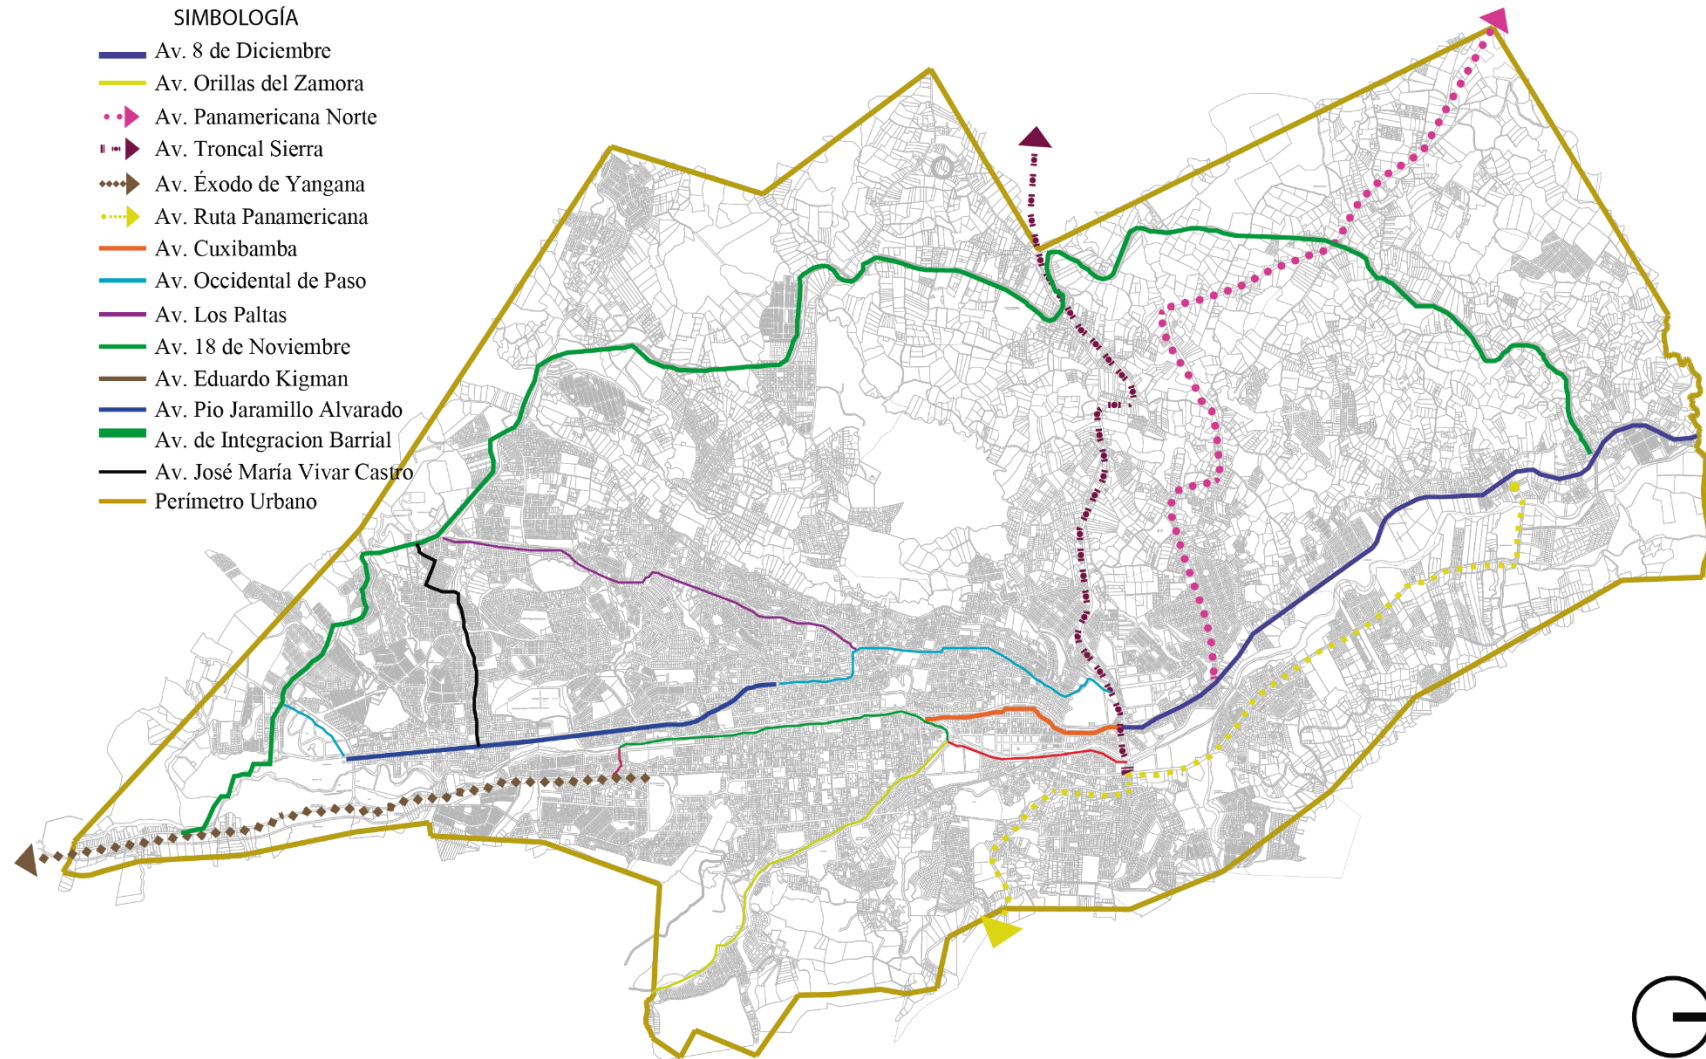 SIMBOLOGÍA
Av. 8 de Diciembre
Av. Orillas del Zamora
Av. Panamericana Norte
Av. Troncal Sierra
Av. Éxodo de Yangana
Av. Ruta Panamericana
Av. Cuxibamba
Av. Occidental de Paso
Av. Los Paltas
Av. 18 de Noviembre
Av. Eduardo Kigman
Av. Pio Jaramillo Alvarado
Av. de Integracion Barrial
Av. José María Vivar Castro
Perímetro Urbano